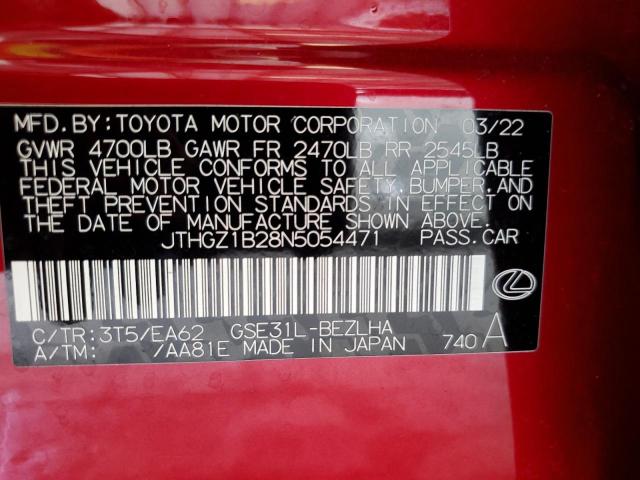 MFD.BY:TOYOTA MOTOR CORPORATION 03/22
GVWR 4700LB GAWR FR 2470LB RR 2545LB
THIS VEHICLE CONFORMS TO ALL APPLICABLE
FEDERAL MOTOR VEHICLE SAFETY,BUMPER,AND
THEFT PREVENTION STANDARDS IN EFFECT ON
THE DATE OF MANUFACTURE SHOWN ABOVE.
JTHGZ1B28N5054471 PASS.CAR
C/TR:3T5/EA62 GSE31L-BEZLHA
A/TM: /AA81E MADE IN JAPAN 740 A